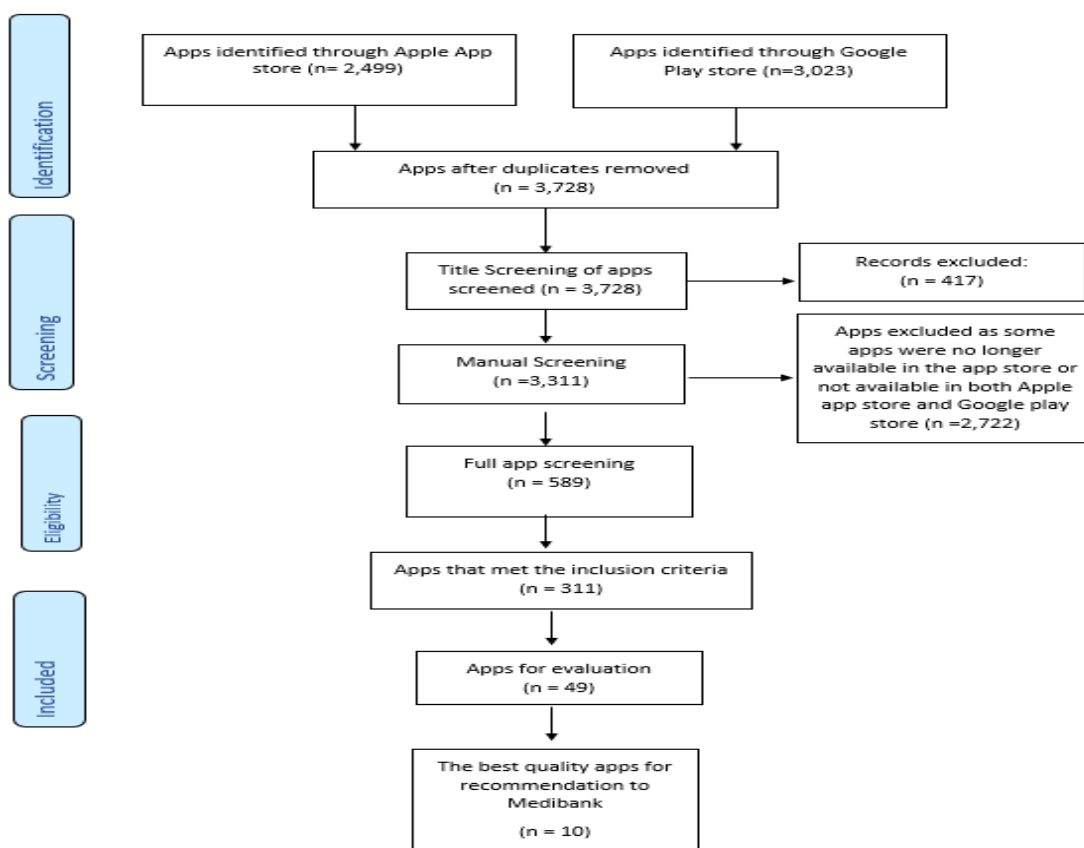 Apps identified through Apple App
store (n= 2,499)
Apps identified through Google
Play store (n=3,023)
Identification
Apps after duplicates removed
(n = 3,728)
Screening
Title Screening of apps
screened (n = 3,728)
Records excluded:
(n = 417)
Manual Screening
(n =3,311)
Apps excluded as some
apps were no longer
available in the app store or
not available in both Apple
app store and Google play
store (n =2,722)
Eligibility
Full app screening
(n = 589)
Apps that met the inclusion criteria
(n = 311)
Included
Apps for evaluation
(n = 49)
The best quality apps for
recommendation to
Medibank
(n = 10)